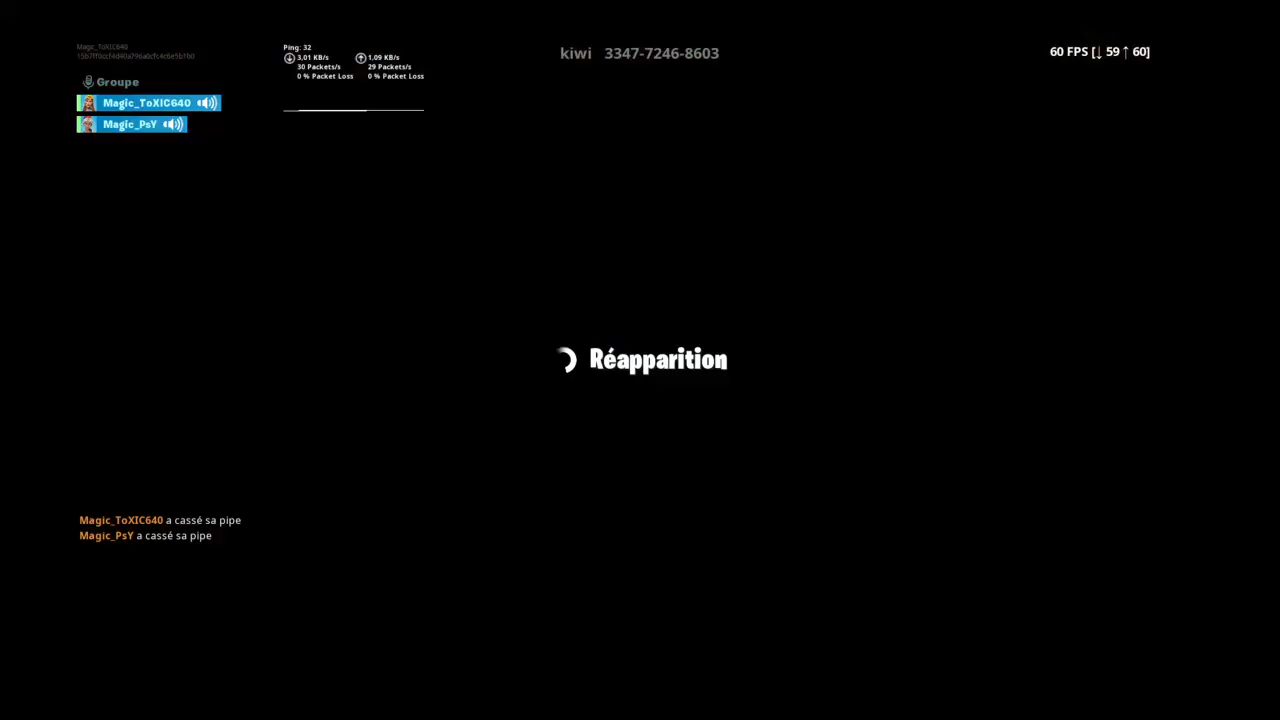 Magic_ToXIC640
Groupe
Magic_ToXIC640
Magic_PsY
Ping: 32
3,01 KB/s 1,09 KB/s
30 Packets/s 29 Packets/s
0 % Packet Loss 0 % Packet Loss
kiwi 3347-7246-8603
60 FPS [↓ 59 ↑ 60]
Réapparition
Magic_ToXIC640 a cassé sa pipe
Magic_PsY a cassé sa pipe